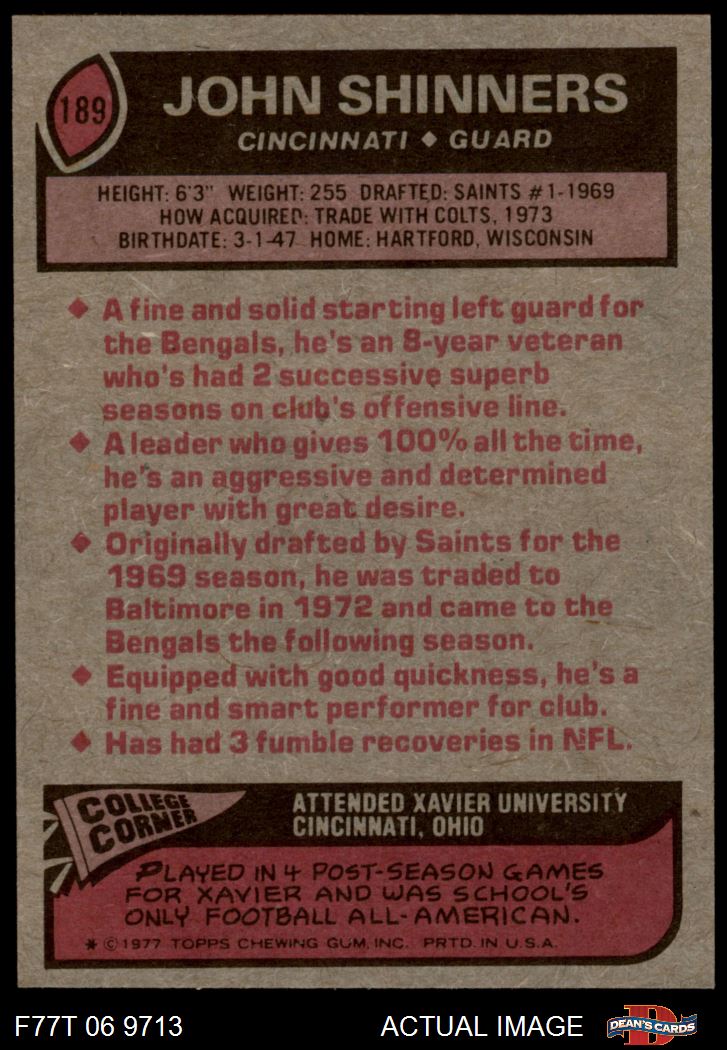 189
JOHN SHINNERS
CINCINNATI ♦ GUARD
HEIGHT: 6'3" WEIGHT: 255 DRAFTED: SAINTS #1-1969
HOW ACQUIRED: TRADE WITH COLTS, 1973
BIRTHDATE: 3-1-47 HOME: HARTFORD, WISCONSIN
♦ A fine and solid starting left guard for
the Bengals, he's an 8-year veteran
who's had 2 successive superb
seasons on club's offensive line.
♦ A leader who gives 100% all the time,
he's an aggressive and determined
player with great desire.
♦ Originally drafted by Saints for the
1969 season, he was traded to
Baltimore in 1972 and came to the
Bengals the following season.
♦ Equipped with good quickness, he's a
fine and smart performer for club.
♦ Has had 3 fumble recoveries in NFL.
COLLEGE
CORNER
ATTENDED XAVIER UNIVERSITY
CINCINNATI, OHIO
PLAYED IN 4 POST-SEASON GAMES
FOR XAVIER AND WAS SCHOOL'S
ONLY FOOTBALL ALL-AMERICAN.
* © 1977 TOPPS CHEWING GUM, INC. PRTD. IN U.S.A.
F77T 06 9713
ACTUAL IMAGE
D
DEAN'S CARDS